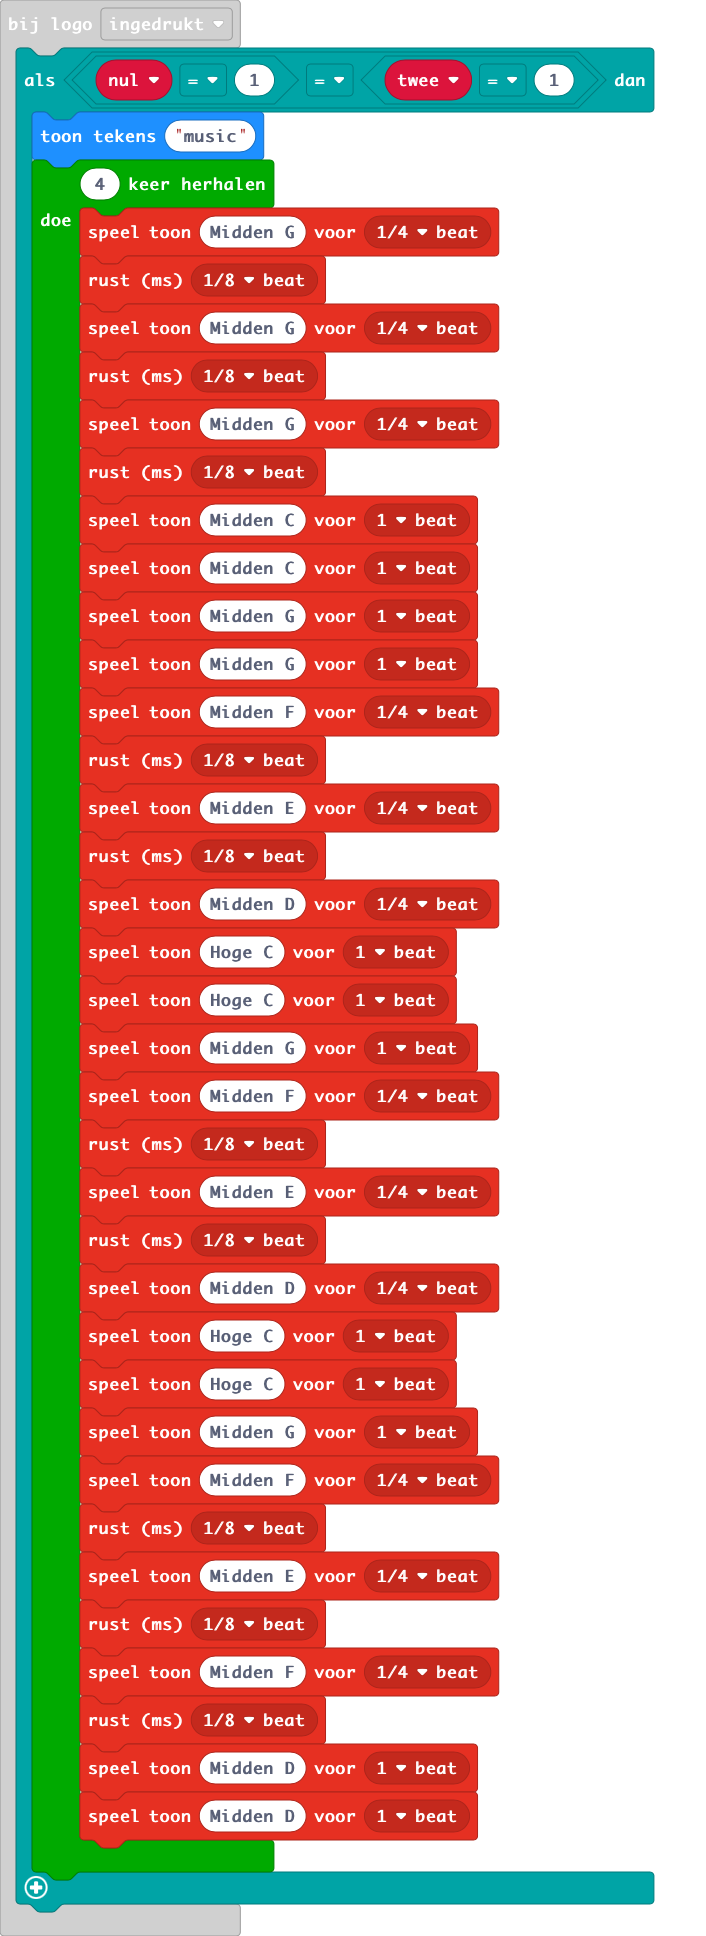 bij logo ingedrukt
als nul = 1 = twee = 1 dan
toon tekens "music"
4 keer herhalen
doe
speel toon Midden G voor 1/4 beat
rust (ms) 1/8 beat
speel toon Midden G voor 1/4 beat
rust (ms) 1/8 beat
speel toon Midden G voor 1/4 beat
rust (ms) 1/8 beat
speel toon Midden C voor 1 beat
speel toon Midden C voor 1 beat
speel toon Midden G voor 1 beat
speel toon Midden G voor 1 beat
speel toon Midden F voor 1/4 beat
rust (ms) 1/8 beat
speel toon Midden E voor 1/4 beat
rust (ms) 1/8 beat
speel toon Midden D voor 1/4 beat
speel toon Hoge C voor 1 beat
speel toon Hoge C voor 1 beat
speel toon Midden G voor 1 beat
speel toon Midden F voor 1/4 beat
rust (ms) 1/8 beat
speel toon Midden E voor 1/4 beat
rust (ms) 1/8 beat
speel toon Midden D voor 1/4 beat
speel toon Hoge C voor 1 beat
speel toon Hoge C voor 1 beat
speel toon Midden G voor 1 beat
speel toon Midden F voor 1/4 beat
rust (ms) 1/8 beat
speel toon Midden E voor 1/4 beat
rust (ms) 1/8 beat
speel toon Midden F voor 1/4 beat
rust (ms) 1/8 beat
speel toon Midden D voor 1 beat
speel toon Midden D voor 1 beat